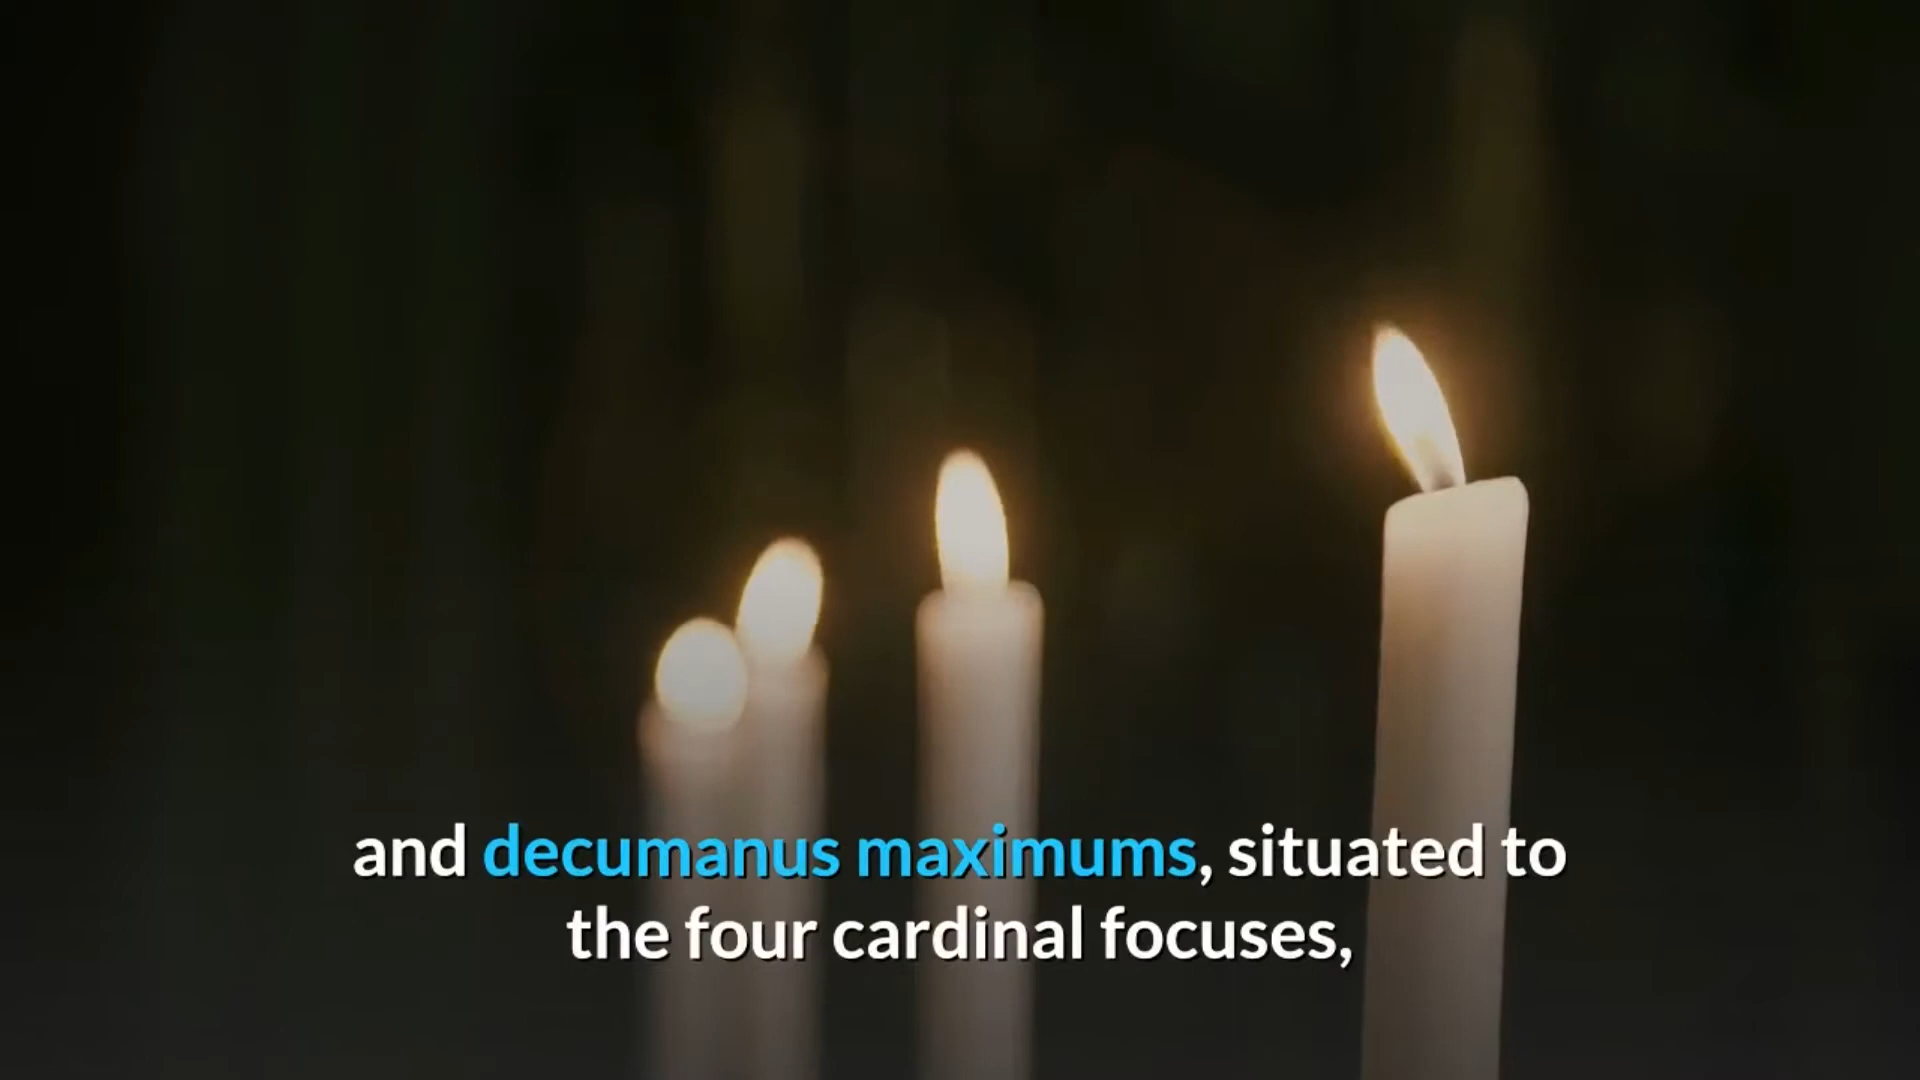 and decumanus maximums, situated to
the four cardinal focuses,